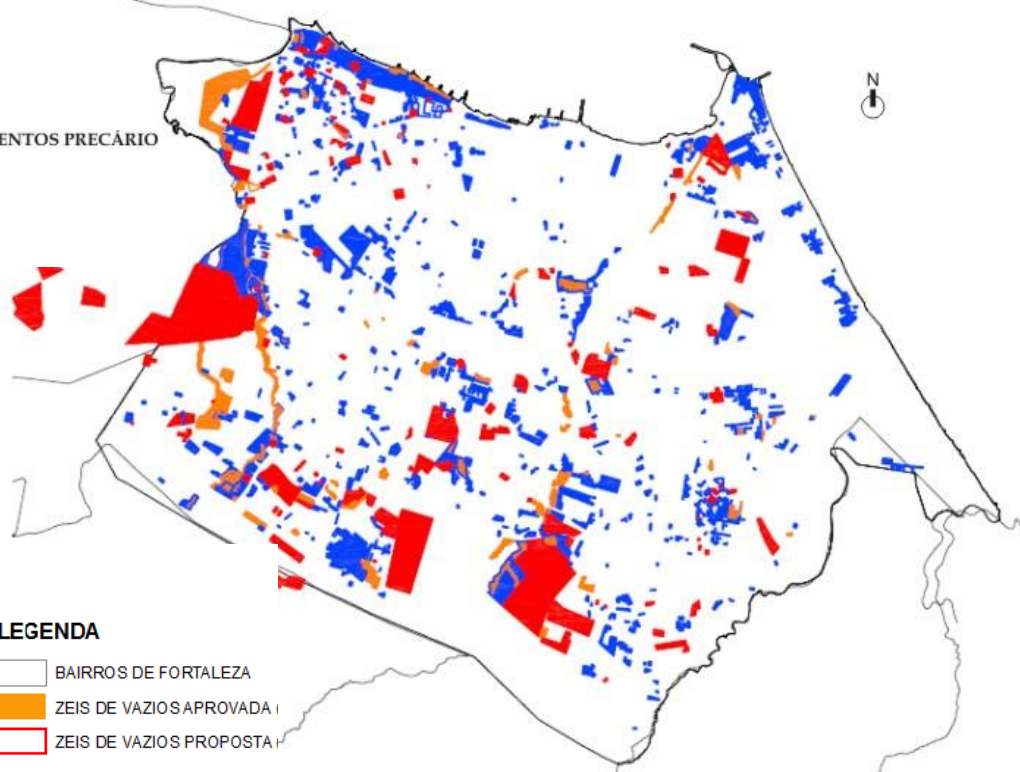 N
ENTOS PRECÁRIO
LEGENDA
BAIRROS DE FORTALEZA
ZEIS DE VAZIOS APROVADA (
ZEIS DE VAZIOS PROPOSTA